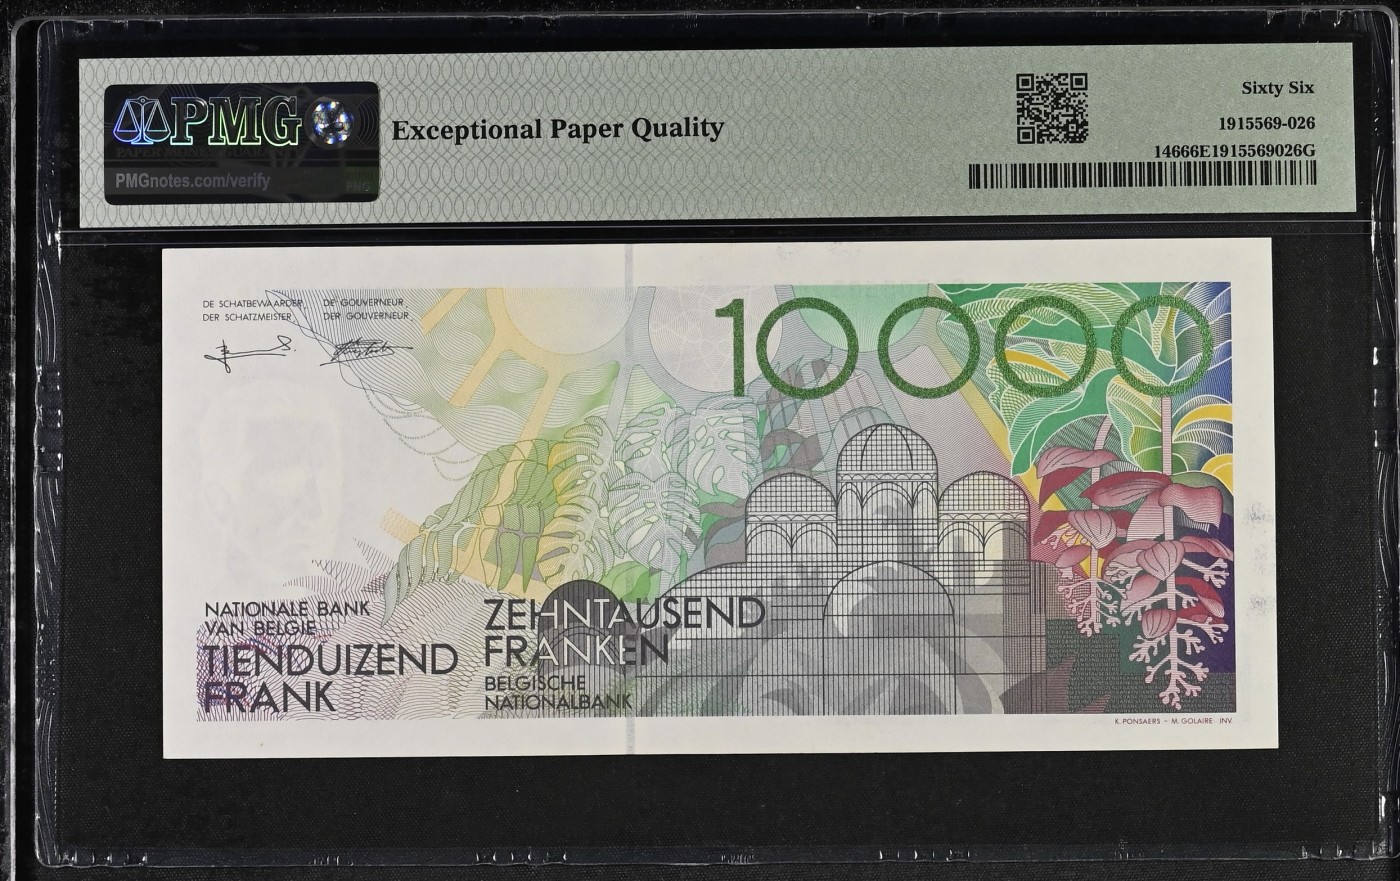 PMG
PMGnotes.com/verify
PMG
Exceptional Paper Quality
Sixty Six
1915569-026
14666E1915569026G
DE SCHATBEWAARDER, DE GOUVERNEUR,
DER SCHATZMEISTER, DER GOUVERNEUR,
10000
NATIONALE BANK
VAN BELGIE
TIENDUIZEND
FRANK
ZEHNTAUSEND
FRANKEN
BELGISCHE
NATIONALBANK
K. PONSAERS - M. GOLAIRE INV.